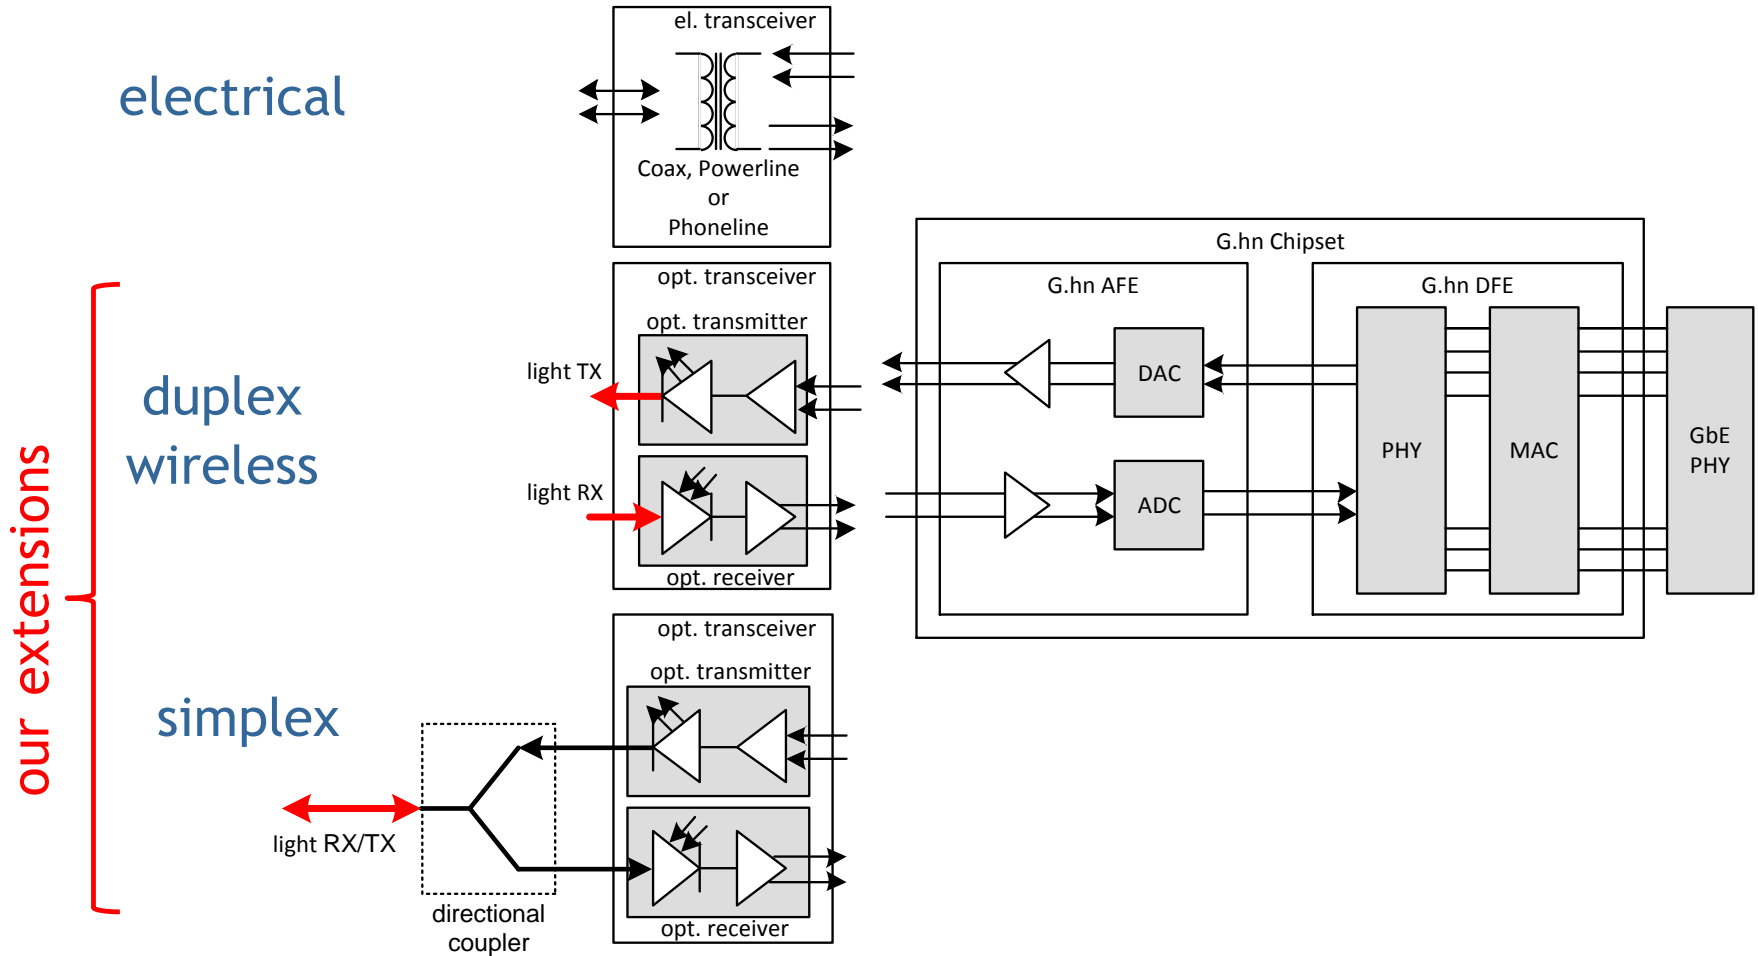 el. transceiver
electrical
Coax, Powerline
or
Phoneline
G.hn Chipset
opt. transceiver
G.hn AFE
G.hn DFE
opt. transmitter
light TX
DAC
duplex
wireless
PHY
MAC
GbE
PHY
light RX
ADC
opt. receiver
our extensions
opt. transceiver
opt. transmitter
simplex
light RX/TX
directional
coupler
opt. receiver